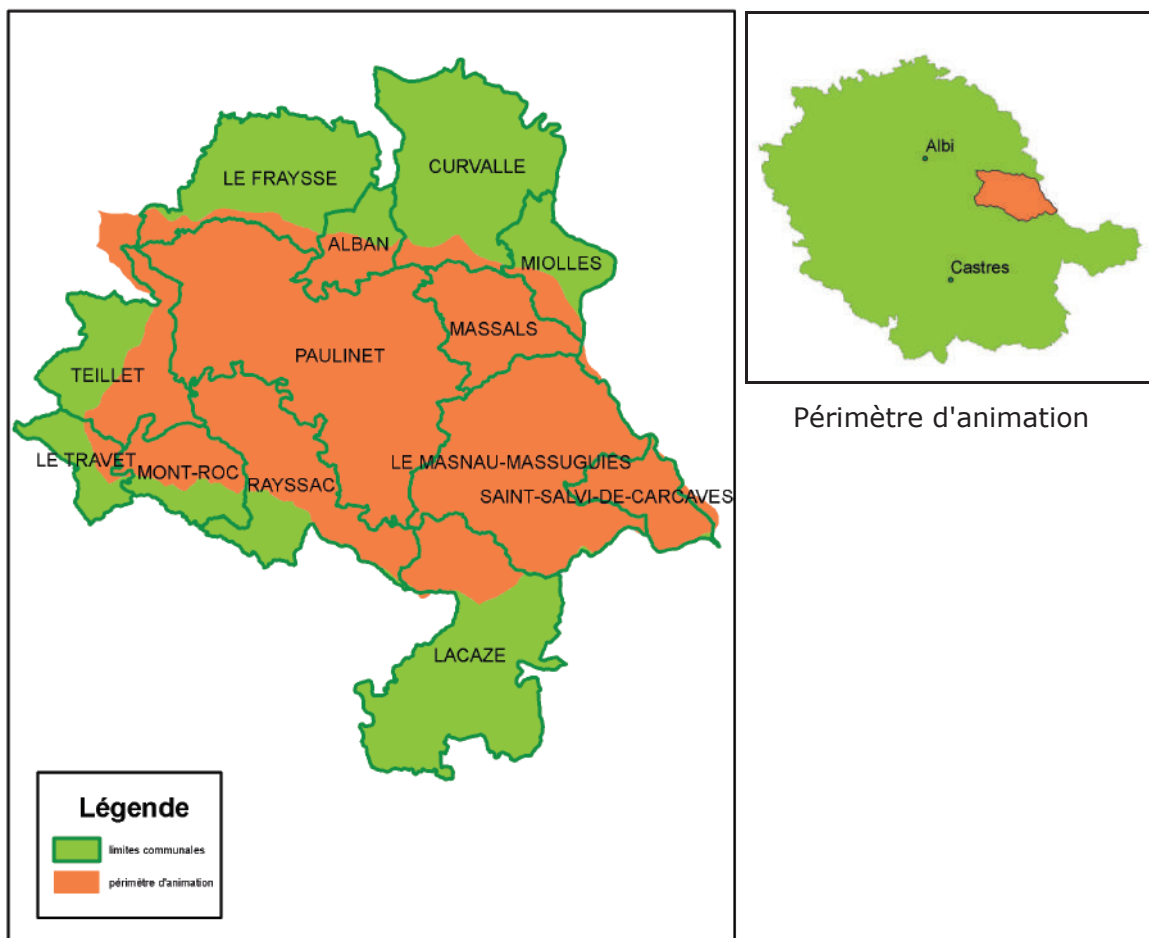 CURVALLE
LE FRAYSSE
ALBAN
MIOLLES
MASSALS
PAULINET
TEILLET
LE TRAVET
MONT-ROC
RAYSSAC
LE MASNAU-MASSUGUIES
SAINT-SALVI-DE-CARCAVES
LACAZE
Légende
limites communales
périmètre d'animation
Albi
Castres
Périmètre d'animation